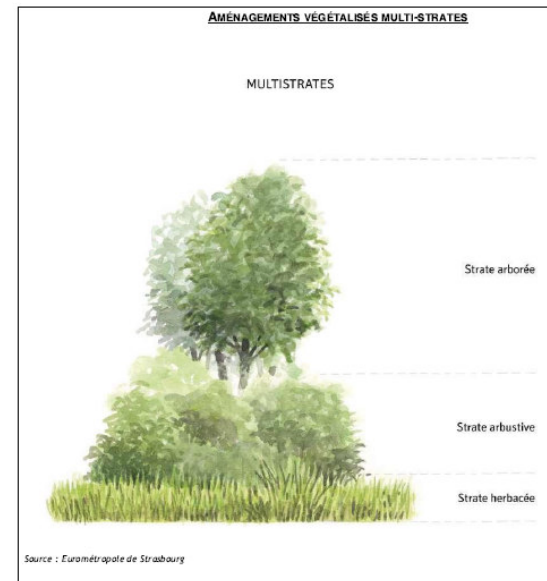 AMÉNAGEMENTS VÉGÉTALISÉS MULTI-STRATES
MULTISTRATES
Strate arborée
Strate arbustive
Strate herbacée
Source : Eurométropole de Strasbourg